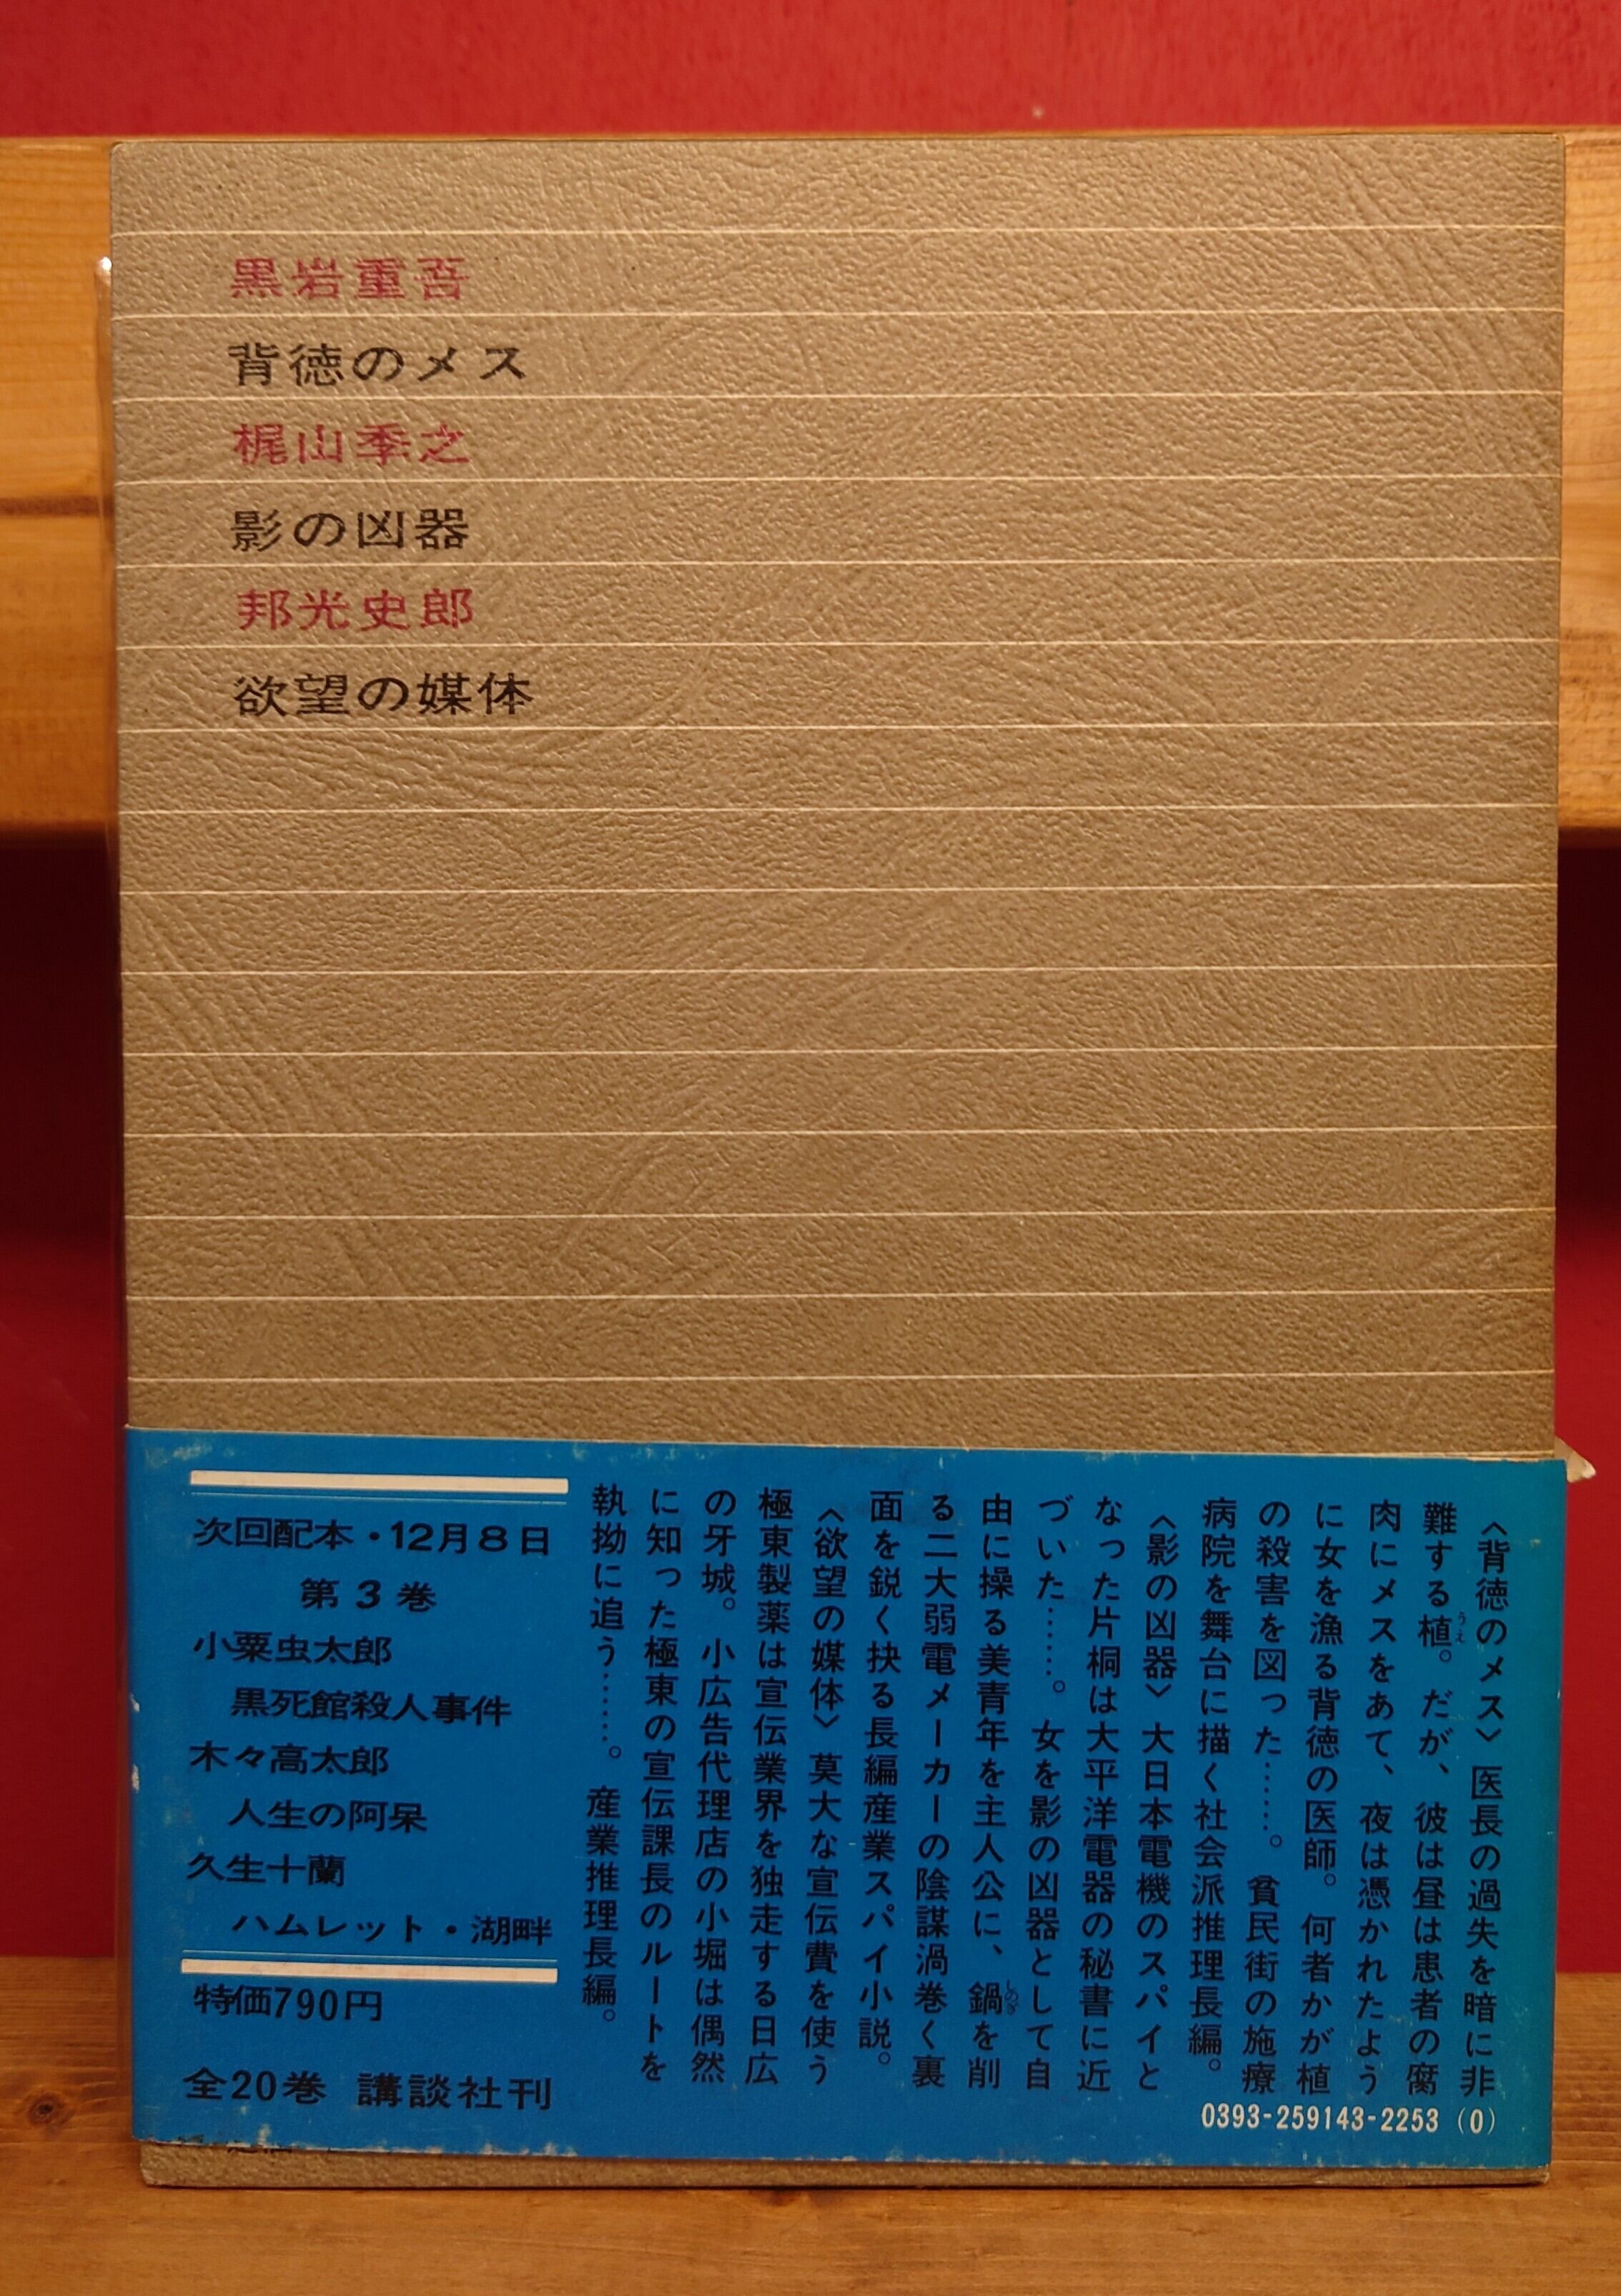 黒岩重吾
背徳のメス
梶山季之
影の凶器
邦光史郎
欲望の媒体
〈背徳のメス〉医長の過失を暗に非
難する植。だが、彼は昼は患者の腐
うえ
肉にメスをあて、夜は憑かれたよう
に女を漁る背徳の医師。何者かが植
の殺害を図った……。貧民街の施療
病院を舞台に描く社会派推理長編。
〈影の凶器〉大日本電機のスパイと
なった片桐は大平洋電器の秘書に近
づいた……。女を影の凶器として自
由に操る美青年を主人公に、鍋を削
しのぎ
る二大弱電メーカーの陰謀渦巻く裏
面を鋭く抉る長編産業スパイ小説。
〈欲望の媒体〉莫大な宣伝費を使う
極東製薬は宣伝業界を独走する日広
の牙城。小広告代理店の小堀は偶然
に知った極東の宣伝課長のルートを
執拗に追う……。産業推理長編。
次回配本・12月8日
第3巻
小栗虫太郎
黒死館殺人事件
木々高太郎
人生の阿呆
久生十蘭
ハムレット・湖畔
特価790円
全20巻 講談社刊
0393-259143-2253 (0)